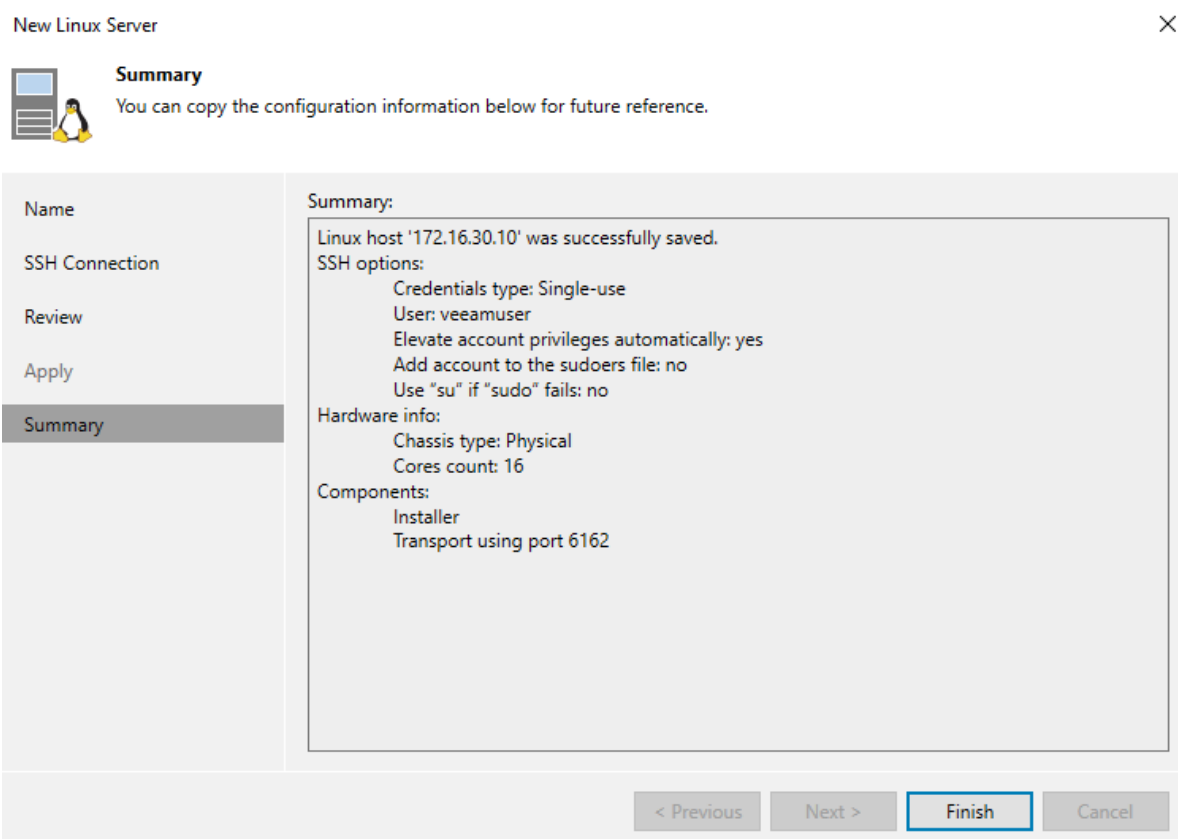 New Linux Server
Summary
You can copy the configuration information below for future reference.
Name
SSH Connection
Review
Apply
Summary
Summary:
Linux host '172.16.30.10' was successfully saved.
SSH options:
Credentials type: Single-use
User: veeamuser
Elevate account privileges automatically: yes
Add account to the sudoers file: no
Use “su” if “sudo” fails: no
Hardware info:
Chassis type: Physical
Cores count: 16
Components:
Installer
Transport using port 6162
< Previous
Next >
Finish
Cancel